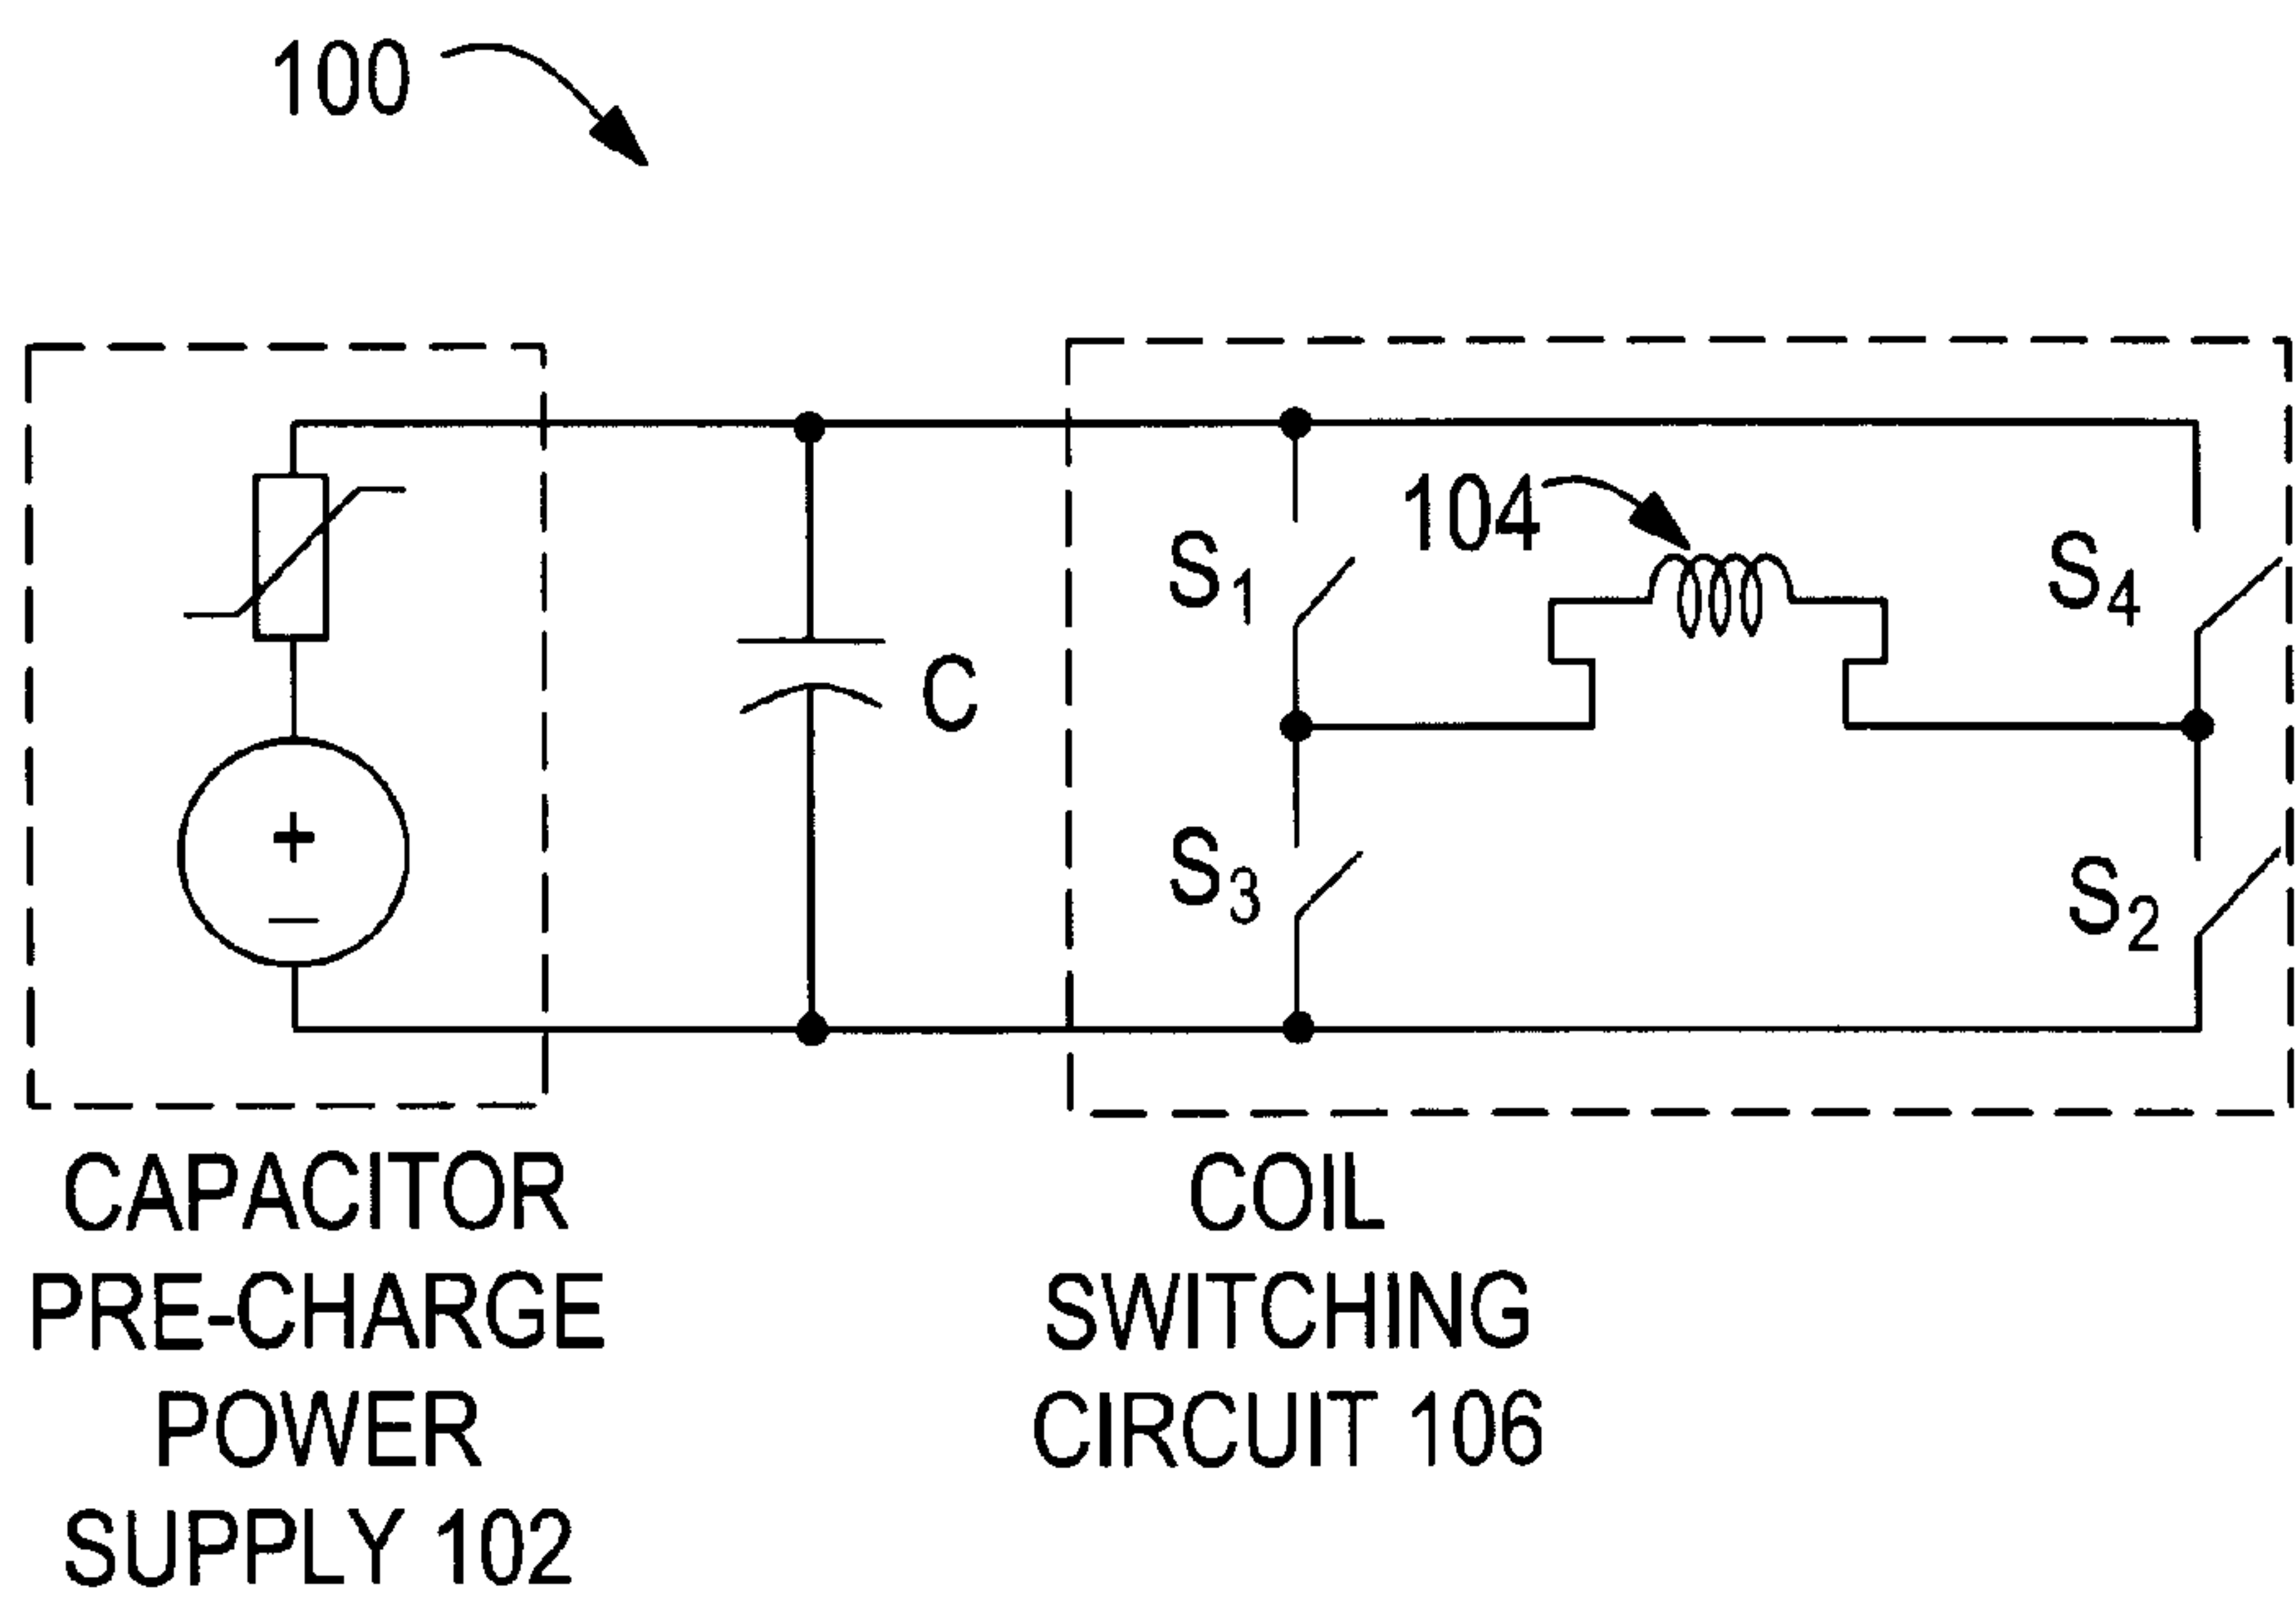 100
104
S1
S4
C
S3
S2
+
−
CAPACITOR
PRE-CHARGE
POWER
SUPPLY 102
COIL
SWITCHING
CIRCUIT 106